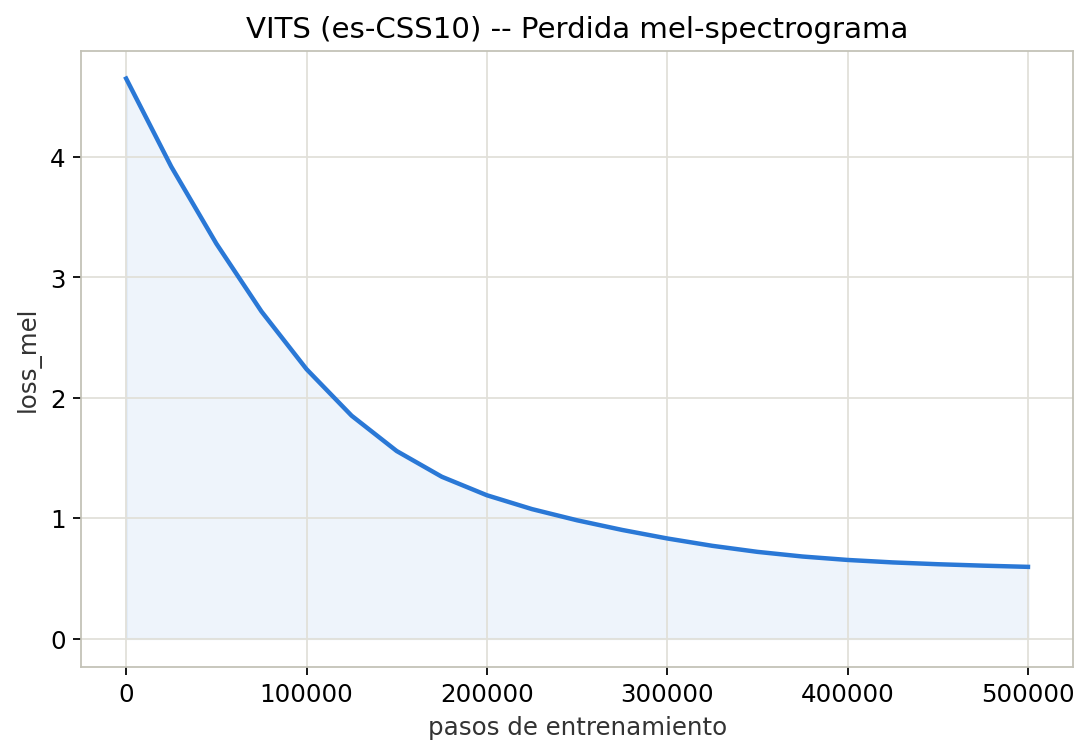 VITS (es-CSS10) -- Perdida mel-spectrograma
loss_mel
4
3
2
1
0
0 100000 200000 300000 400000 500000
pasos de entrenamiento